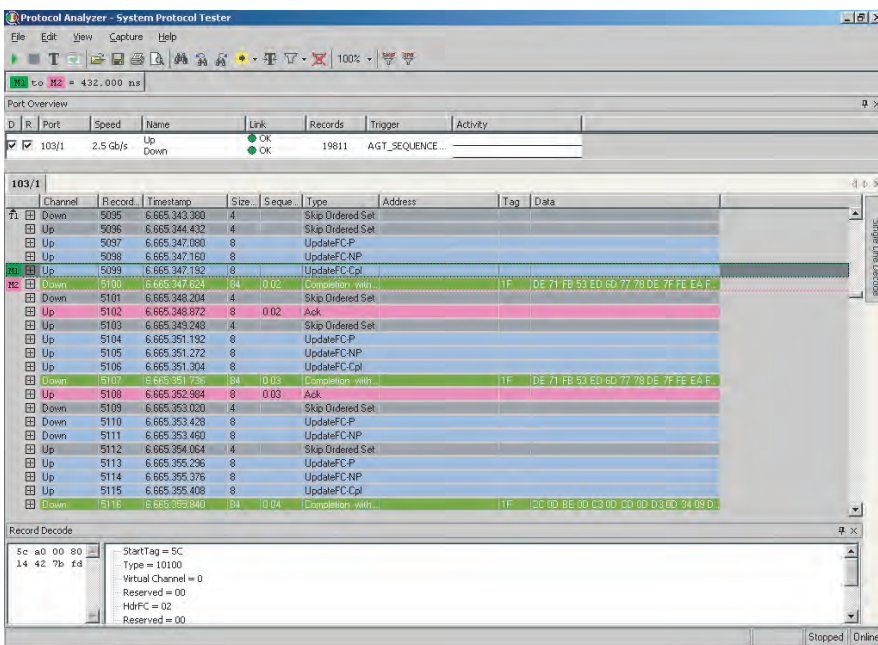 Protocol Analyzer - System Protocol Tester
File Edit View Capture Help
100%
M1 to M2 = 432.000 ns
Port Overview
D R Port Speed Name Link Records Trigger Activity
103/1 2.5 Gb/s Up OK 19811 AGT_SEQUENCE...
Down OK
103/1
Channel Record... Timestamp Size... Seque... Type Address Tag Data
Down 5095 6.665.343.380 4 Skip Ordered Set
Up 5096 6.665.344.432 4 Skip Ordered Set
Up 5097 6.665.347.080 8 UpdateFC-P
Up 5098 6.665.347.160 8 UpdateFC-NP
M1 Up 5099 6.665.347.192 8 UpdateFC-Cpl
M2 Down 5100 6.665.347.624 84 0 02 Completion with... 1F DE 71 FB 53 ED 6D 77 78 DE 7F FE EA F...
Down 5101 6.665.348.204 4 Skip Ordered Set
Up 5102 6.665.348.872 8 0 02 Ack
Up 5103 6.665.349.248 4 Skip Ordered Set
Up 5104 6.665.351.192 8 UpdateFC-P
Up 5105 6.665.351.272 8 UpdateFC-NP
Up 5106 6.665.351.304 8 UpdateFC-Cpl
Down 5107 6.665.351.736 84 0 03 Completion with... 1F DE 71 FB 53 ED 6D 77 78 DE 7F FE EA F...
Up 5108 6.665.352.984 8 0 03 Ack
Down 5109 6.665.353.020 4 Skip Ordered Set
Down 5110 6.665.353.428 8 UpdateFC-P
Down 5111 6.665.353.460 8 UpdateFC-NP
Up 5112 6.665.354.064 4 Skip Ordered Set
Up 5113 6.665.355.296 8 UpdateFC-P
Up 5114 6.665.355.376 8 UpdateFC-NP
Up 5115 6.665.355.408 8 UpdateFC-Cpl
Down 5116 6.665.355.840 84 0 04 Completion with... 1F 2C 0D BE 0D C3 0D CD 0D D3 0D 34 09 D...
Single Line Decode
Record Decode
5c a0 00 80
14 42 7b fd
StartTag = 5C
Type = 10100
Virtual Channel = 0
Reserved = 00
HdrFC = 02
Reserved = 00
Stopped Online